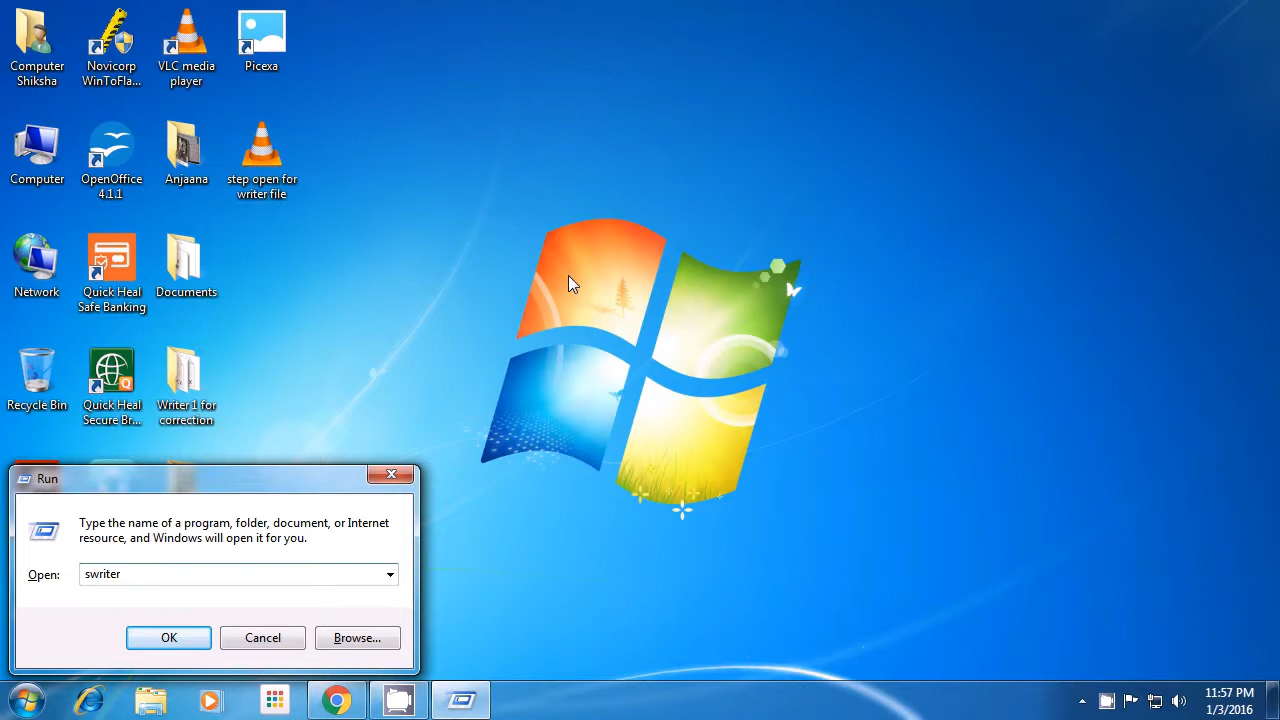 Computer
Shiksha
Novicorp
WinToFla...
VLC media
player
Picexa
Computer
OpenOffice
4.1.1
Anjaana
step open for
writer file
Network
Quick Heal
Safe Banking
Documents
Recycle Bin
Quick Heal
Secure Br...
Writer 1 for
correction
Run
Type the name of a program, folder, document, or Internet
resource, and Windows will open it for you.
Open:
swriter
OK
Cancel
Browse...
11:57 PM
1/3/2016